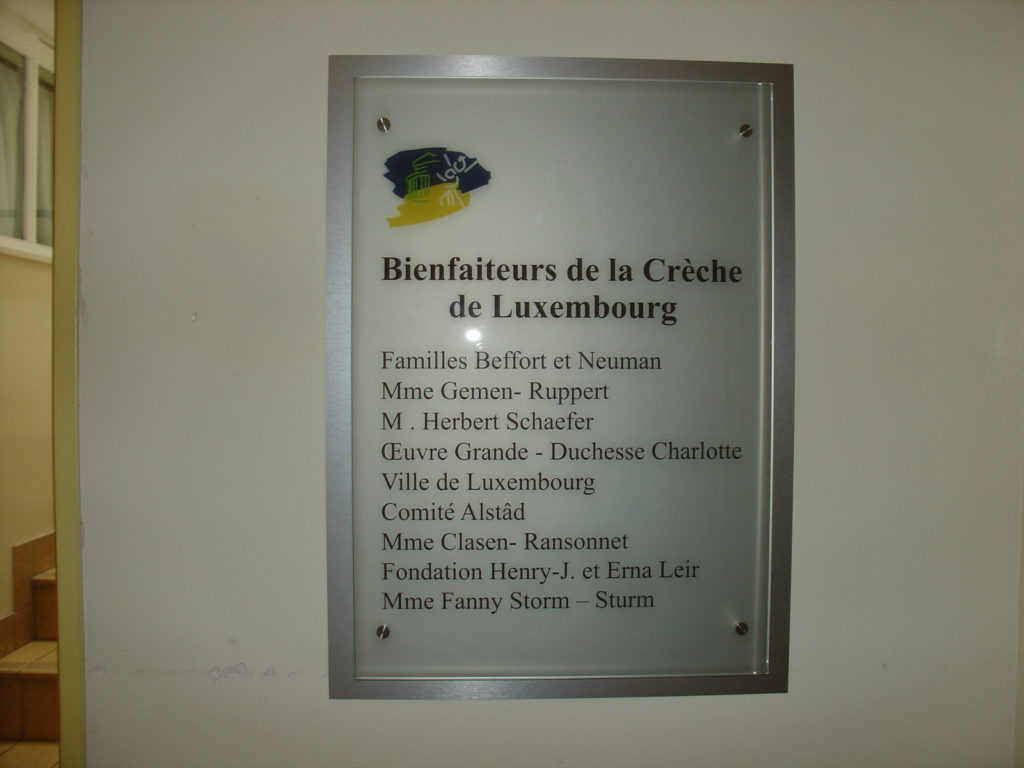 Bienfaiteurs de la Crèche
de Luxembourg
Familles Beffort et Neuman
Mme Gemen- Ruppert
M . Herbert Schaefer
Œuvre Grande - Duchesse Charlotte
Ville de Luxembourg
Comité Alstâd
Mme Clasen- Ransonnet
Fondation Henry-J. et Erna Leir
Mme Fanny Storm – Sturm